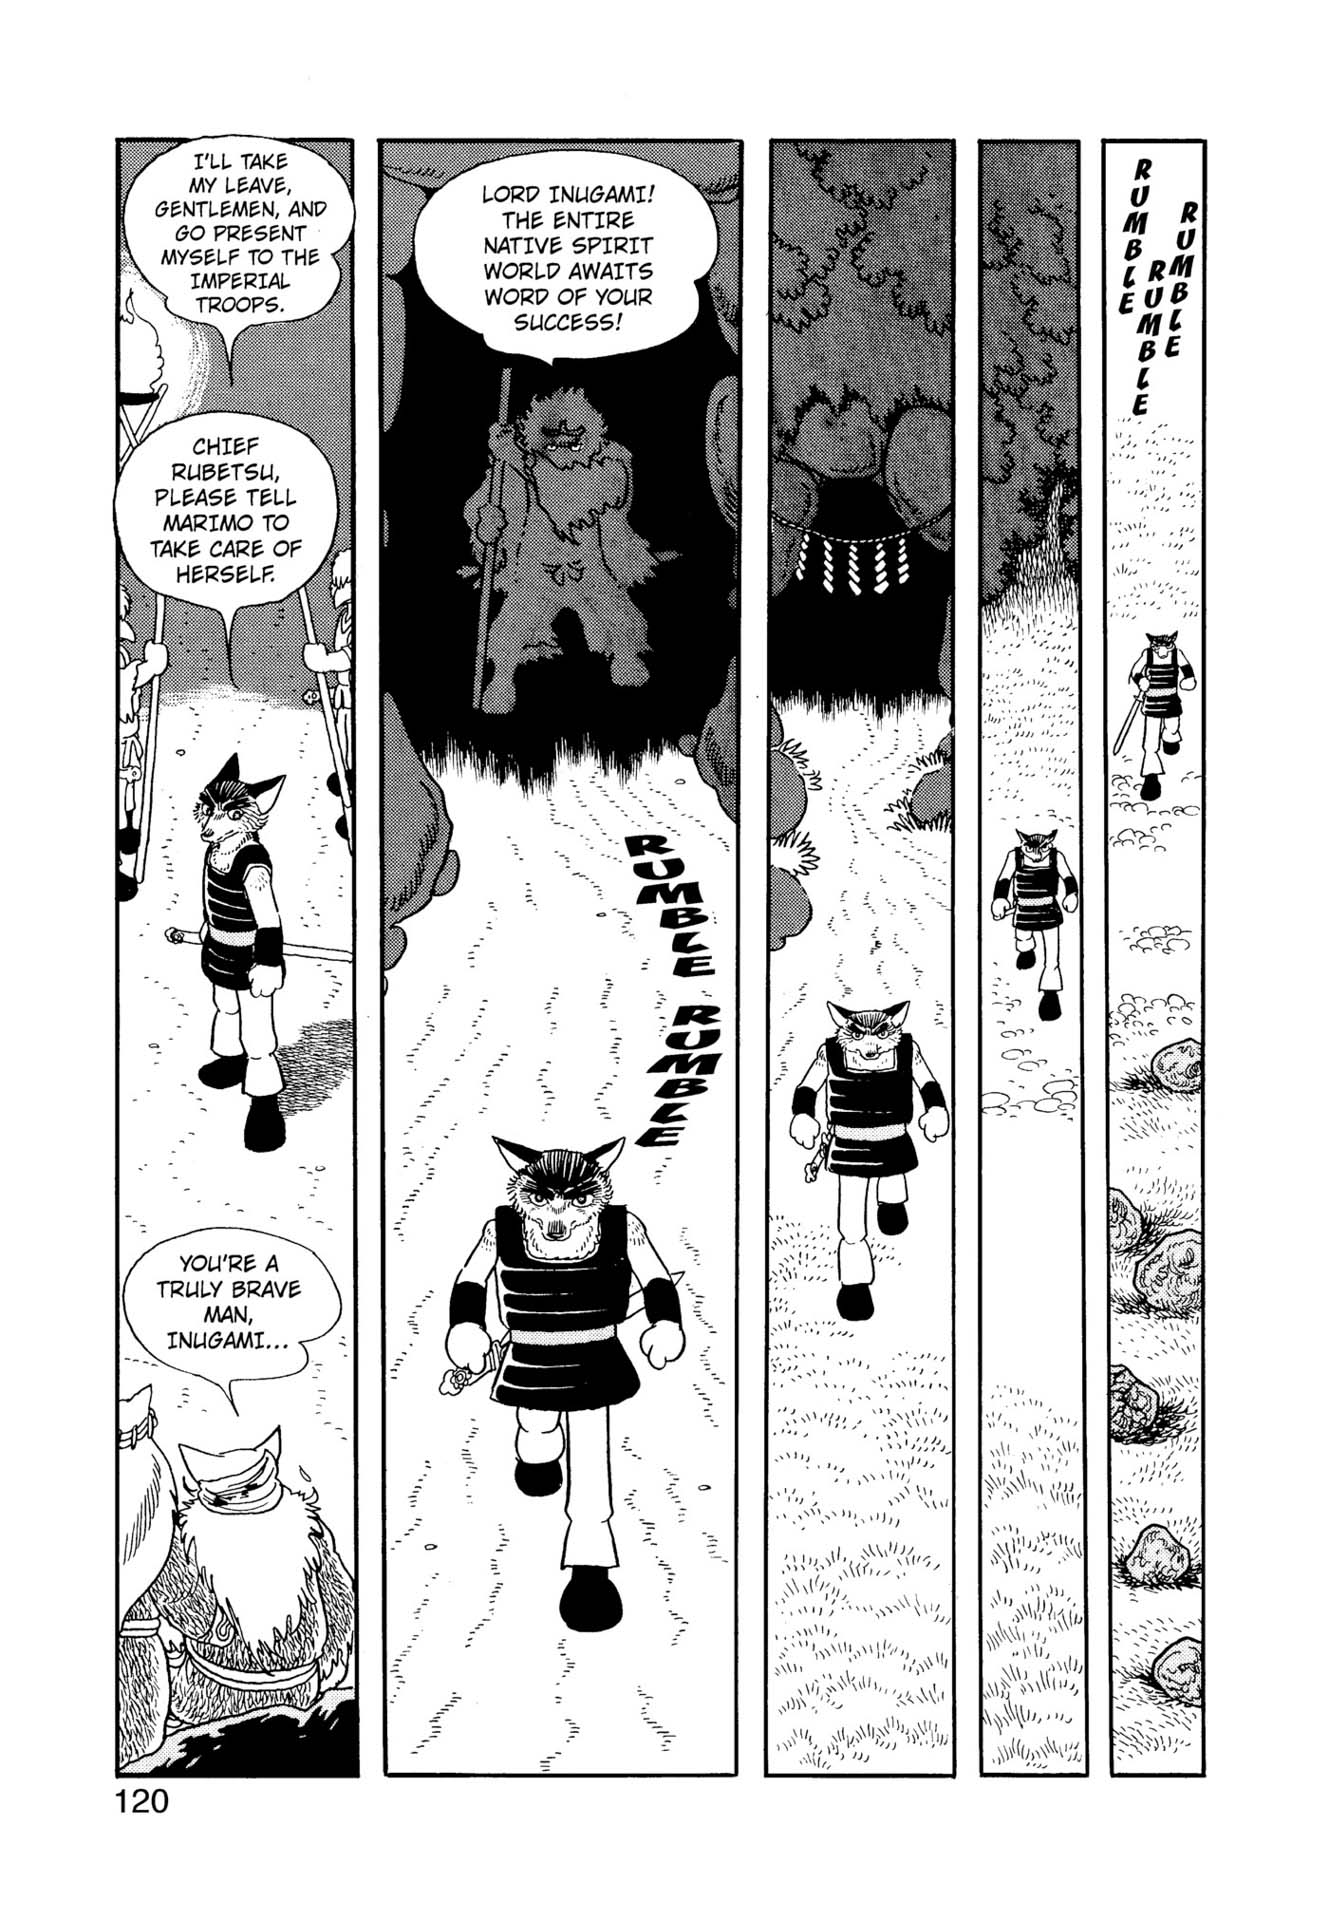 I'LL TAKE
MY LEAVE,
GENTLEMEN, AND
GO PRESENT
MYSELF TO THE
IMPERIAL
TROOPS.
CHIEF
RUBETSU,
PLEASE TELL
MARIMO TO
TAKE CARE OF
HERSELF.
YOU'RE A
TRULY BRAVE
MAN,
INUGAMI...
LORD INUGAMI!
THE ENTIRE
NATIVE SPIRIT
WORLD AWAITS
WORD OF YOUR
SUCCESS!
RUMBLE
RUMBLE
RUMBLE
RUMBLE
RUMBLE
120